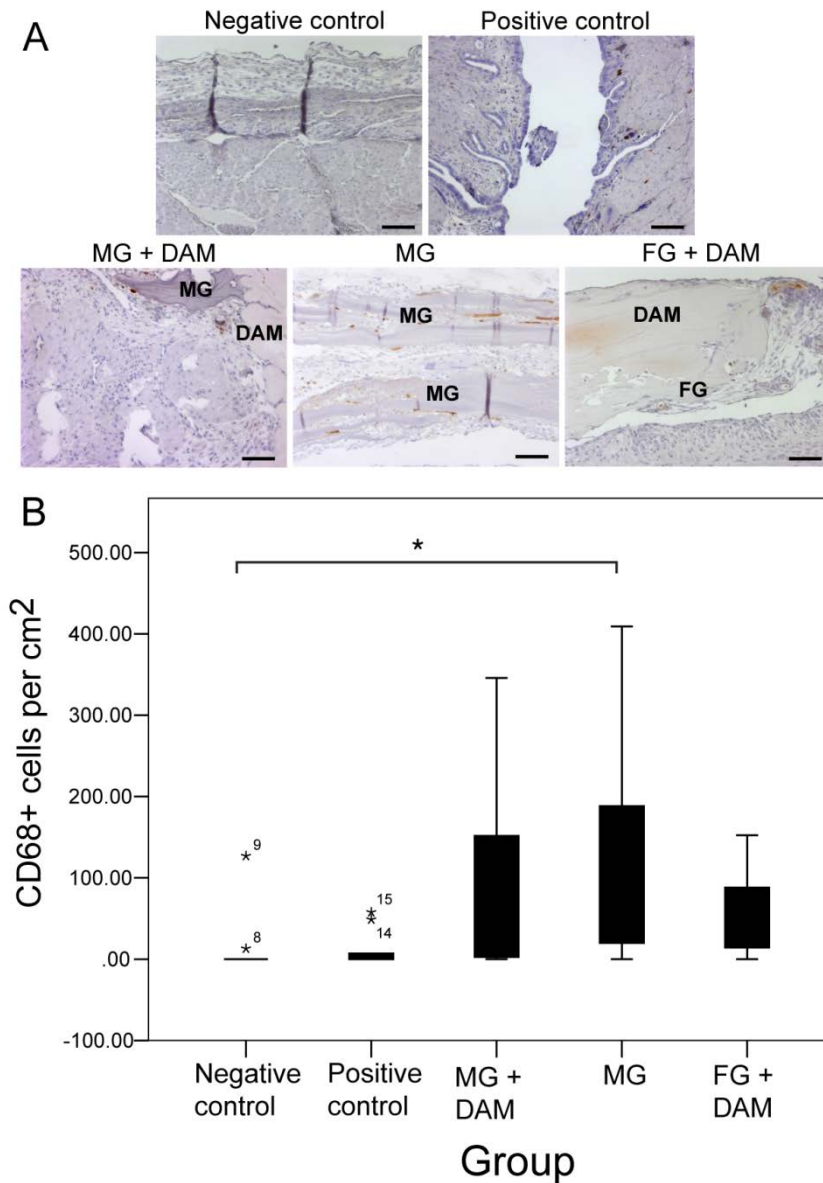 A
Negative control
Positive control
MG + DAM
MG
FG + DAM
MG
DAM
MG
MG
DAM
FG
B
CD68+ cells per cm2
500.00
400.00
300.00
200.00
100.00
.00
-100.00
*
*9
*8
*15
*14
Negative control
Positive control
MG + DAM
MG
FG + DAM
Group